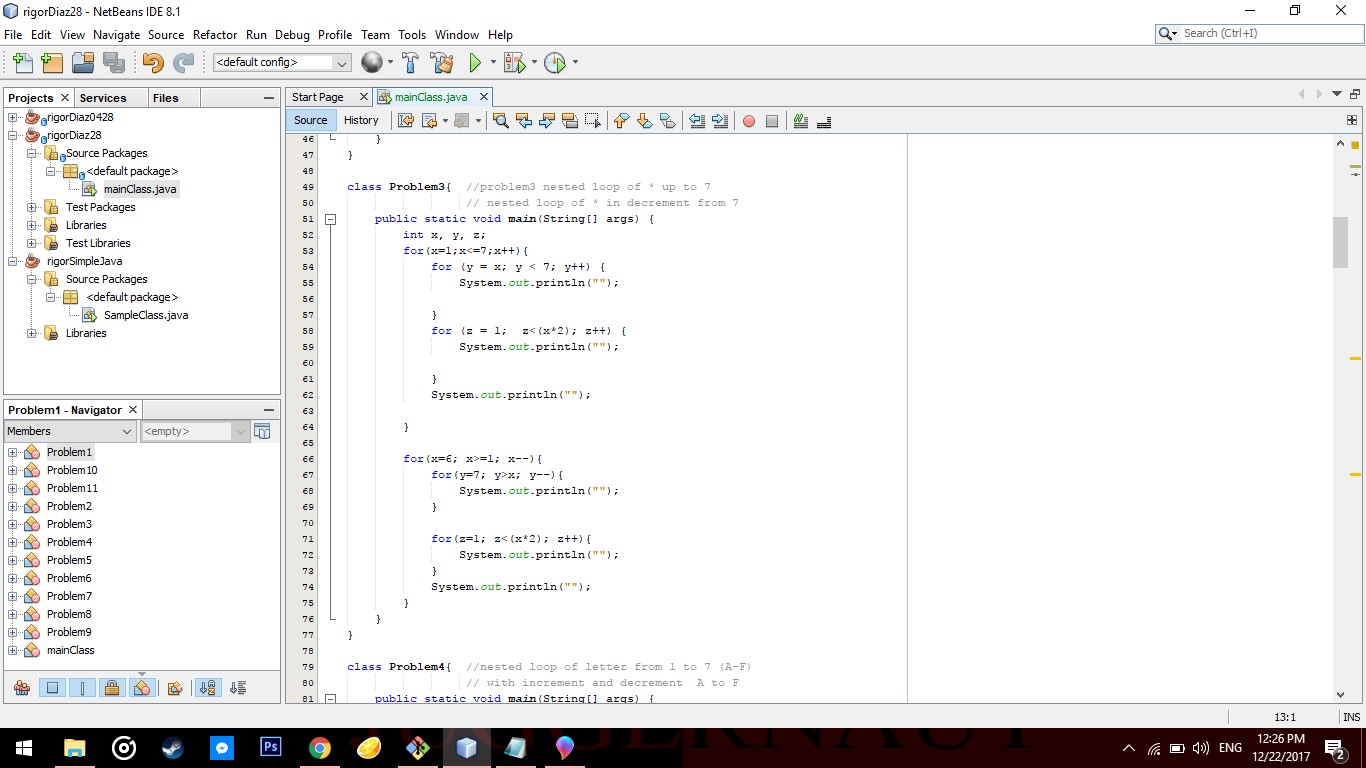 rigorDiaz28 - NetBeans IDE 8.1
File Edit View Navigate Source Refactor Run Debug Profile Team Tools Window Help
Search (Ctrl+I)
<default config>
Projects Services Files
rigorDiaz0428
rigorDiaz28
Source Packages
<default package>
mainClass.java
Test Packages
Libraries
Test Libraries
rigorSimpleJava
Source Packages
<default package>
SampleClass.java
Libraries
Problem1 - Navigator
Members <empty>
Problem1
Problem10
Problem11
Problem2
Problem3
Problem4
Problem5
Problem6
Problem7
Problem8
Problem9
mainClass
Start Page mainClass.java
Source History
46 }
47 }
48
49 class Problem3{ //problem3 nested loop of * up to 7
50 // nested loop of * in decrement from 7
51 public static void main(String[] args) {
52 int x, y, z;
53 for(x=1;x<=7;x++){
54 for (y = x; y < 7; y++) {
55 System.out.println("");
56
57 }
58 for (z = 1; z<(x*2); z++) {
59 System.out.println("");
60
61 }
62 System.out.println("");
63
64 }
65
66 for(x=6; x>=1; x--){
67 for(y=7; y>x; y--){
68 System.out.println("");
69 }
70
71 for(z=1; z<(x*2); z++){
72 System.out.println("");
73 }
74 System.out.println("");
75 }
76 }
77 }
78
79 class Problem4{ //nested loop of letter from 1 to 7 (A-F)
80 // with increment and decrement A to F
81 public static void main(String[] args) {
13:1 INS
Ps
ENG
12:26 PM
12/22/2017
2